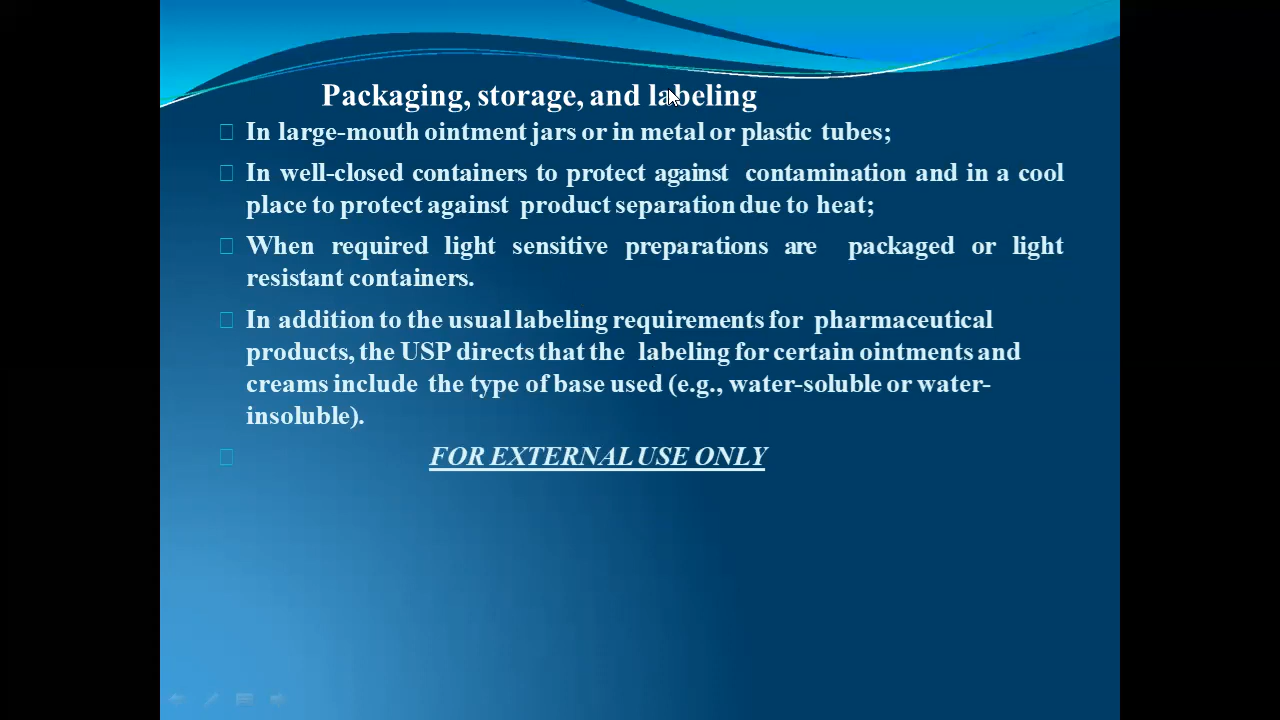 Packaging, storage, and labeling
In large-mouth ointment jars or in metal or plastic tubes;
In well-closed containers to protect against contamination and in a cool
place to protect against product separation due to heat;
When required light sensitive preparations are packaged or light
resistant containers.
In addition to the usual labeling requirements for pharmaceutical
products, the USP directs that the labeling for certain ointments and
creams include the type of base used (e.g., water-soluble or water-
insoluble).
FOR EXTERNAL USE ONLY